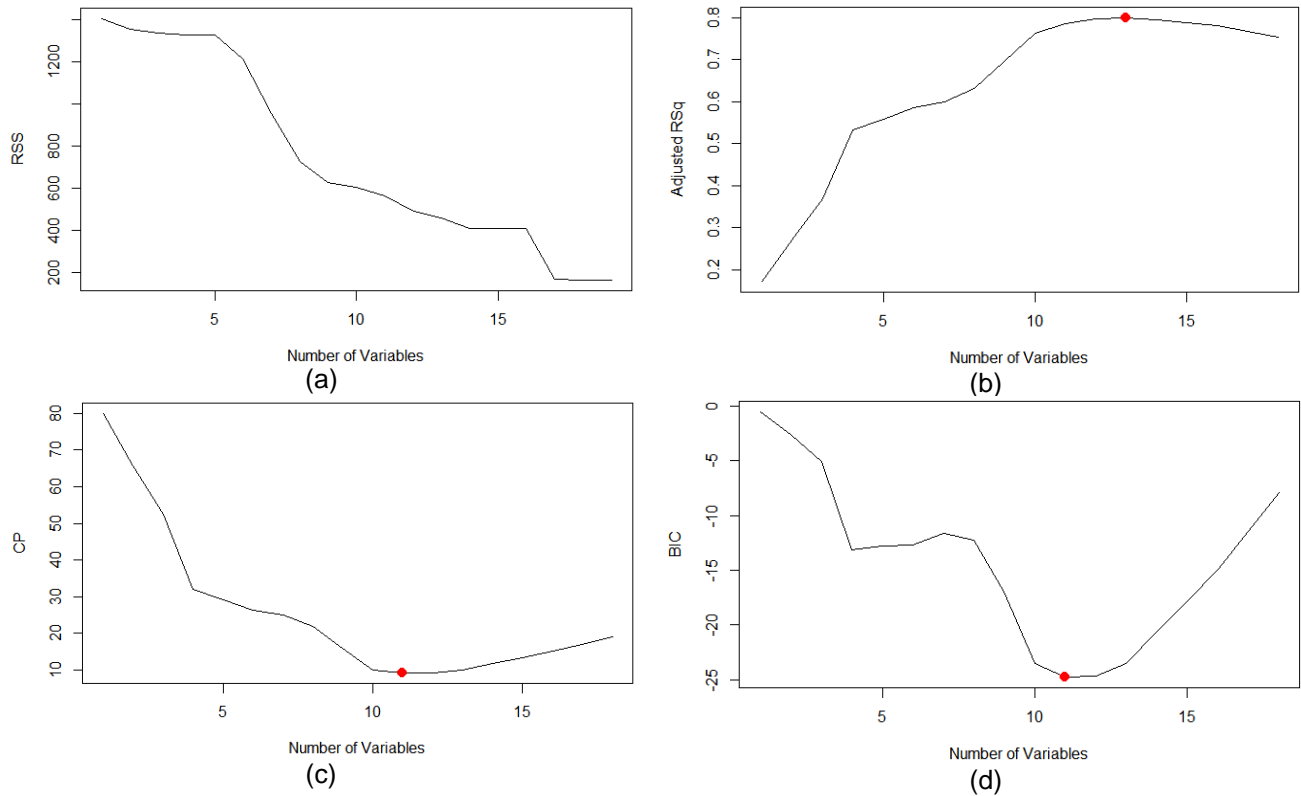 RSS
200 400 600 800 1200
5 10 15
Number of Variables
(a)
Adjusted RSq
0.2 0.3 0.4 0.5 0.6 0.7 0.8
5 10 15
Number of Variables
(b)
CP
10 20 30 40 50 60 70 80
5 10 15
Number of Variables
(c)
BIC
-25 -20 -15 -10 -5 0
5 10 15
Number of Variables
(d)